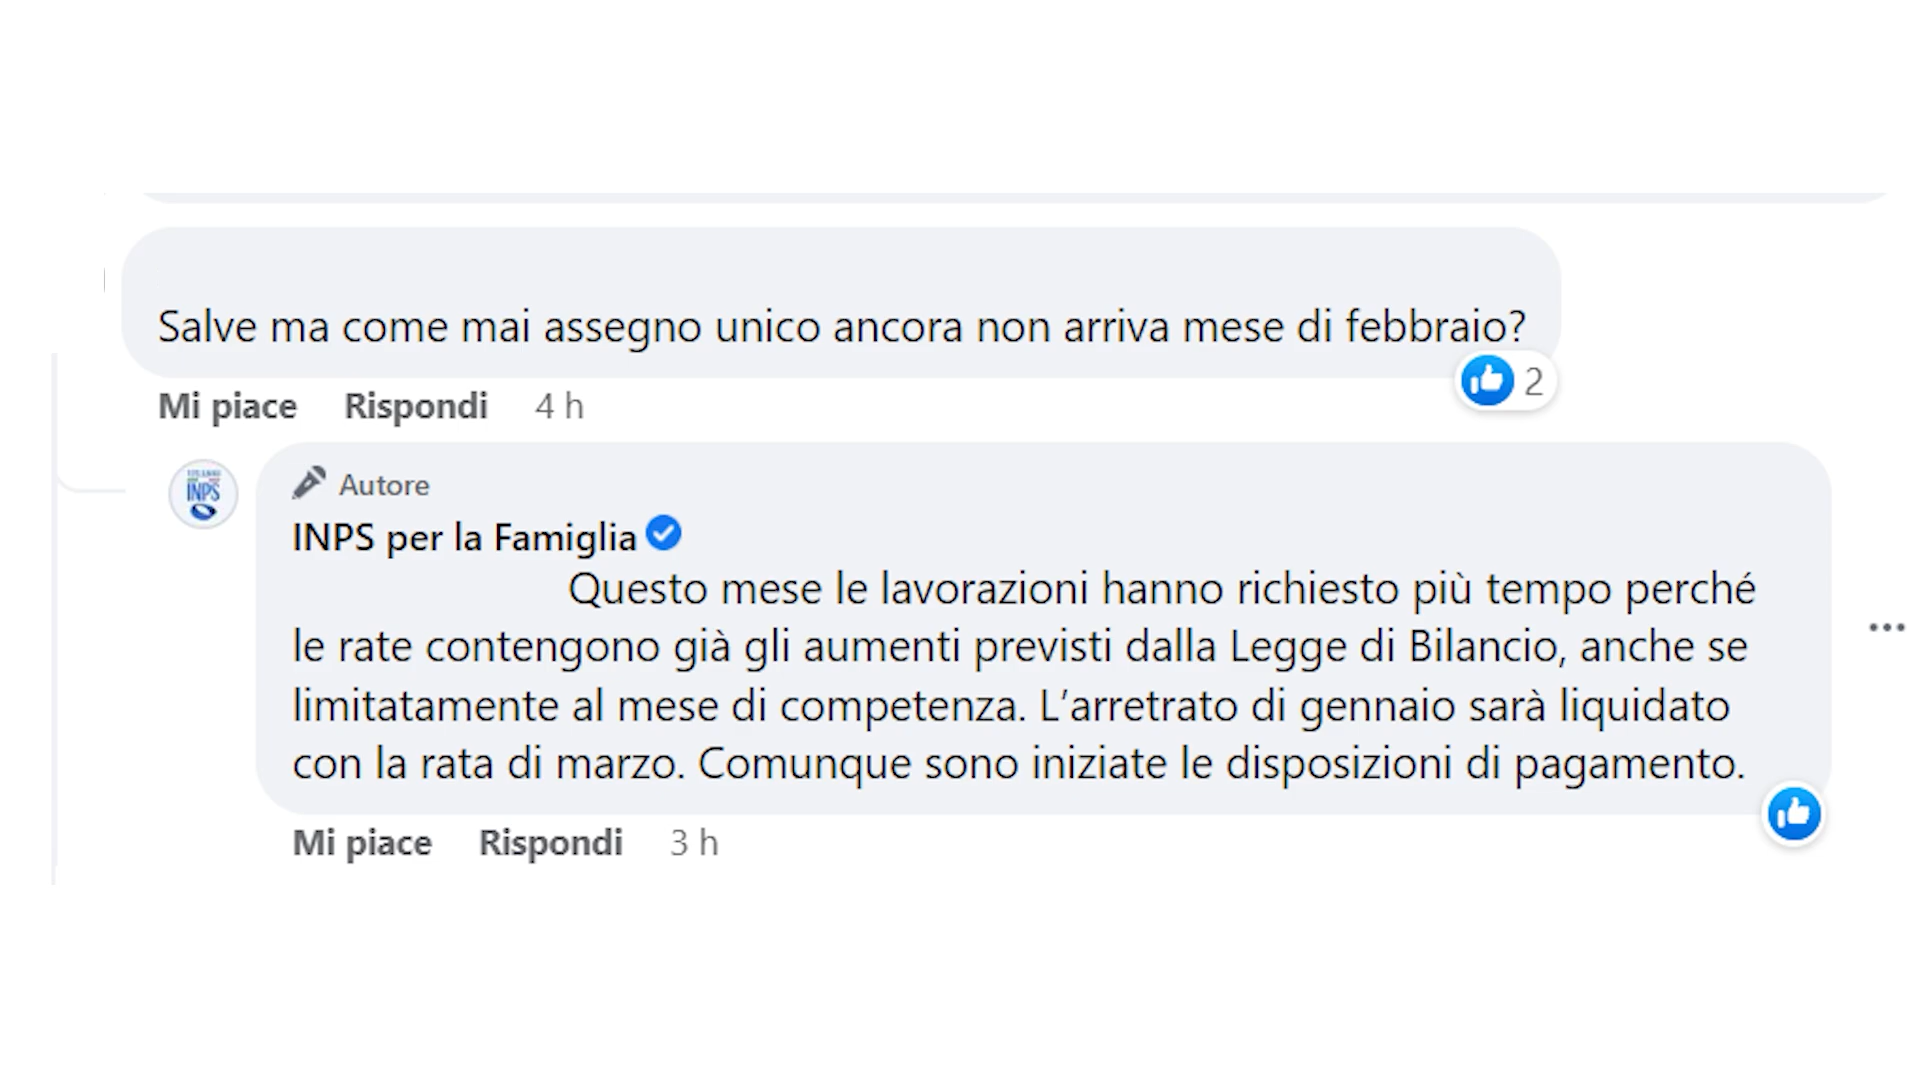 Salve ma come mai assegno unico ancora non arriva mese di febbraio?
2
Mi piace Rispondi 4 h
INPS
Autore
INPS per la Famiglia
Questo mese le lavorazioni hanno richiesto più tempo perché
le rate contengono già gli aumenti previsti dalla Legge di Bilancio, anche se
limitatamente al mese di competenza. L’arretrato di gennaio sarà liquidato
con la rata di marzo. Comunque sono iniziate le disposizioni di pagamento.
Mi piace Rispondi 3 h